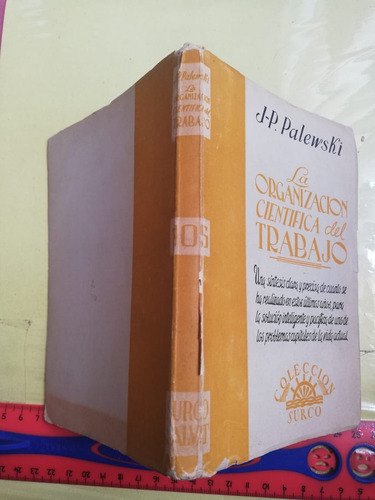 J-P. Palewski
La
ORGANIZACION
CIENTIFICA del
TRABAJO
Una síntesis clara y precisa de cuanto se
ha realizado en estos últimos años, para
la solución inteligente y pacífica de uno de
los problemas capitales de la vida actual.
COLECCION
SURCO
J-P. Palewski
La
ORGANIZACION
CIENTIFICA del
TRABAJO
URCO
SALVAT